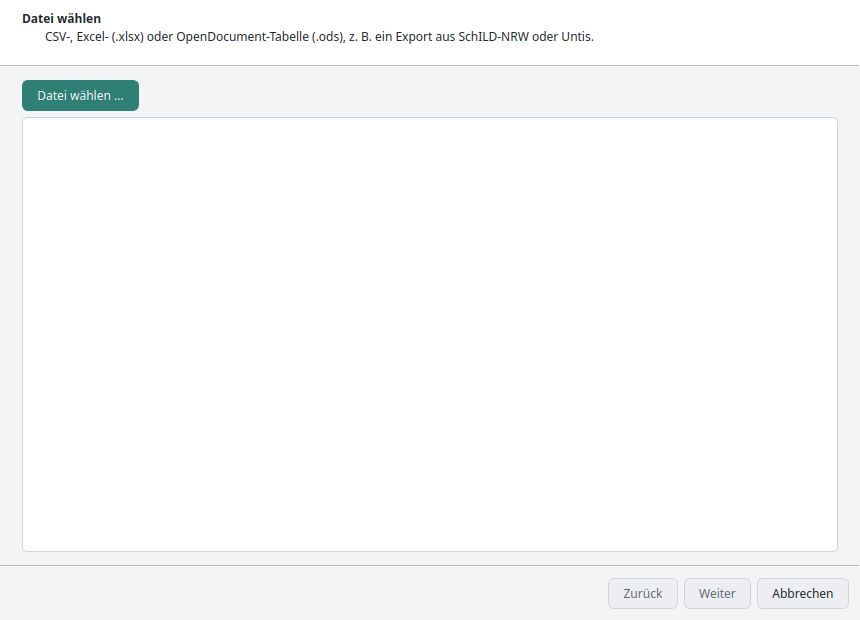 Datei wählen
CSV-, Excel- (.xlsx) oder OpenDocument-Tabelle (.ods), z. B. ein Export aus SchILD-NRW oder Untis.
Datei wählen ...
Zurück
Weiter
Abbrechen